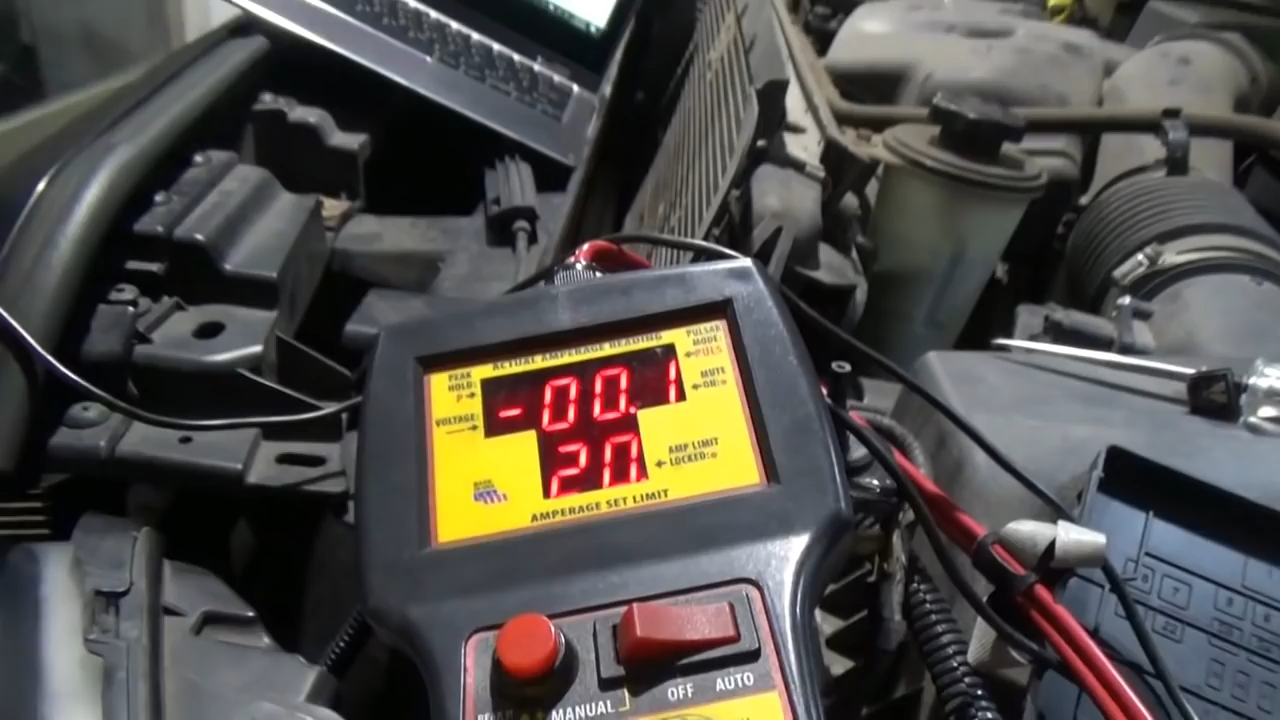 ACTUAL AMPERAGE READING
PULSAR
MODE:
←PULS
PEAK
HOLD:
P→
-00.1
MUTE
←ON:
VOLTAGE:
20.
AMP LIMIT
←LOCKED:
AMPERAGE SET LIMIT
MANUAL
OFF
AUTO